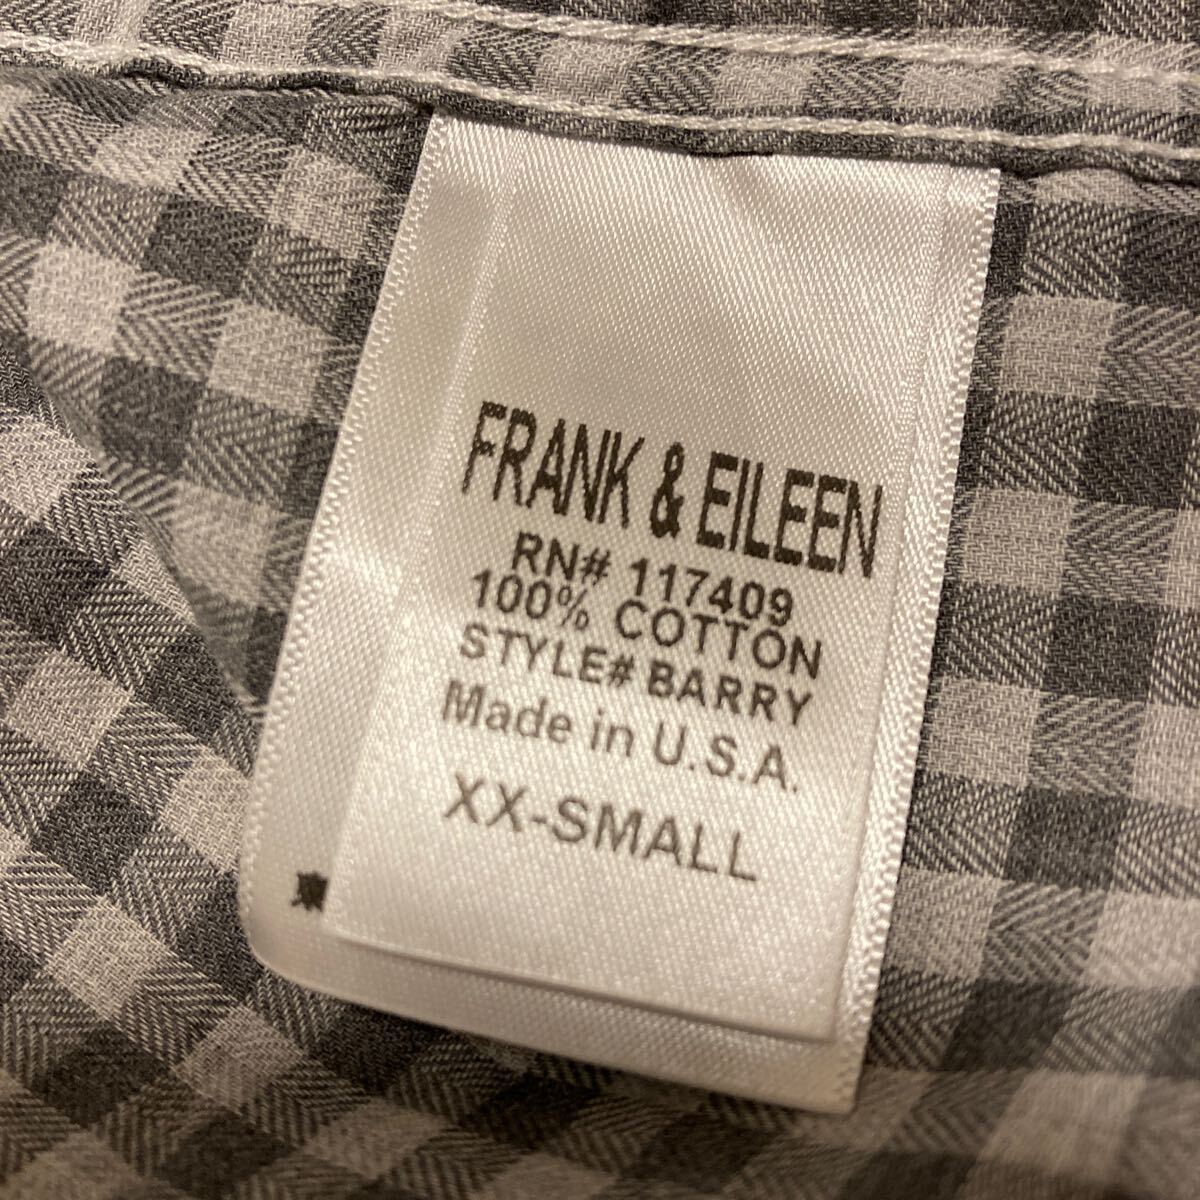 FRANK & EILEEN
RN# 117409
100% COTTON
STYLE# BARRY
Made in U.S.A.
XX-SMALL